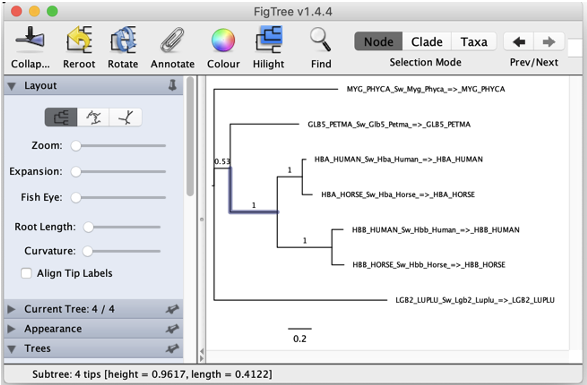 FigTree v1.4.4
Collap... Reroot Rotate Annotate Colour Hilight Find
Node Clade Taxa
Selection Mode
Prev/Next
Layout
Zoom:
Expansion:
Fish Eye:
Root Length:
Curvature:
Align Tip Labels
Current Tree: 4 / 4
Appearance
Trees
MYG_PHYCA_Sw_Myg_Phyca_=>_MYG_PHYCA
GLB5_PETMA_Sw_Glb5_Petma_=>_GLB5_PETMA
0.53
HBA_HUMAN_Sw_Hba_Human_=>_HBA_HUMAN
1
HBA_HORSE_Sw_Hba_Horse_=>_HBA_HORSE
1
HBB_HUMAN_Sw_Hbb_Human_=>_HBB_HUMAN
1
HBB_HORSE_Sw_Hbb_Horse_=>_HBB_HORSE
LGB2_LUPLU_Sw_Lgb2_Luplu_=>_LGB2_LUPLU
0.2
Subtree: 4 tips [height = 0.9617, length = 0.4122]